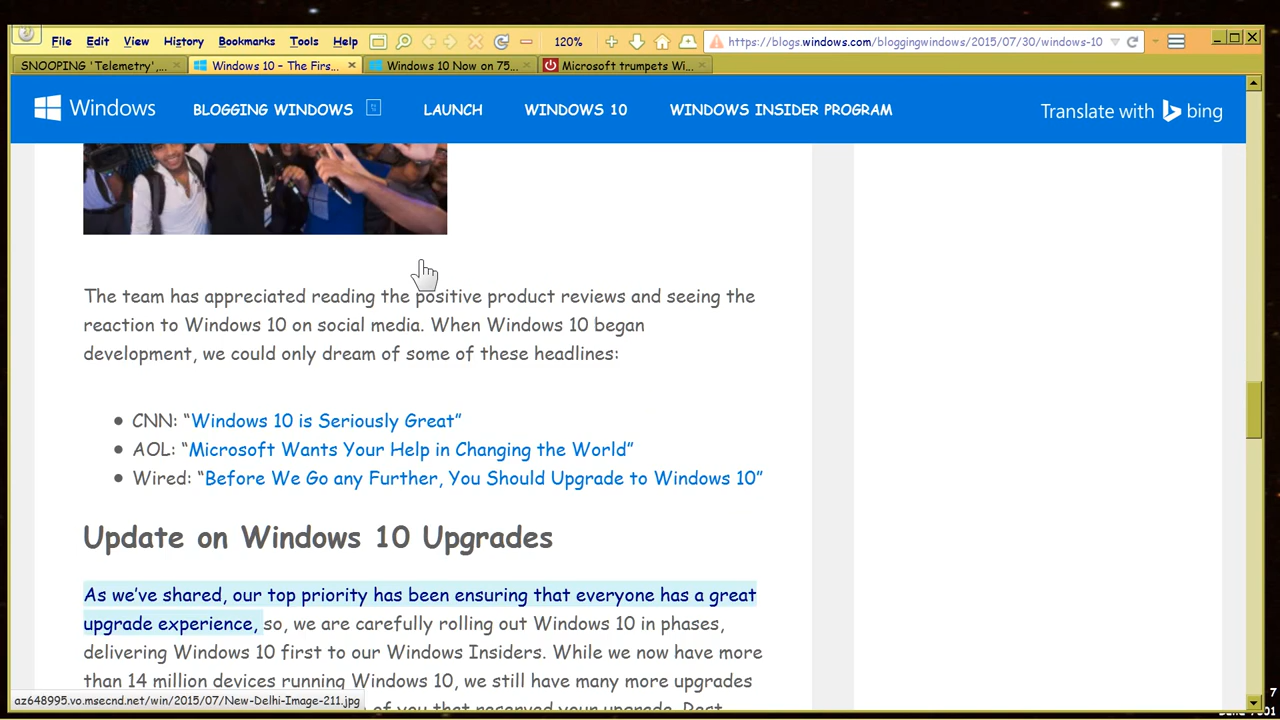 File Edit View History Bookmarks Tools Help 120% https://blogs.windows.com/bloggingwindows/2015/07/30/windows-10
SNOOPING 'Telemetry',... Windows 10 – The Firs... Windows 10 Now on 75... Microsoft trumpets Wi...
Windows BLOGGING WINDOWS LAUNCH WINDOWS 10 WINDOWS INSIDER PROGRAM Translate with bing
The team has appreciated reading the positive product reviews and seeing the
reaction to Windows 10 on social media. When Windows 10 began
development, we could only dream of some of these headlines:
• CNN: “Windows 10 is Seriously Great”
• AOL: “Microsoft Wants Your Help in Changing the World”
• Wired: “Before We Go any Further, You Should Upgrade to Windows 10”
Update on Windows 10 Upgrades
As we’ve shared, our top priority has been ensuring that everyone has a great
upgrade experience, so, we are carefully rolling out Windows 10 in phases,
delivering Windows 10 first to our Windows Insiders. While we now have more
than 14 million devices running Windows 10, we still have many more upgrades
az648995.vo.msecnd.net/win/2015/07/New-Delhi-Image-211.jpg of you that reserved your upgrade. Rest
7